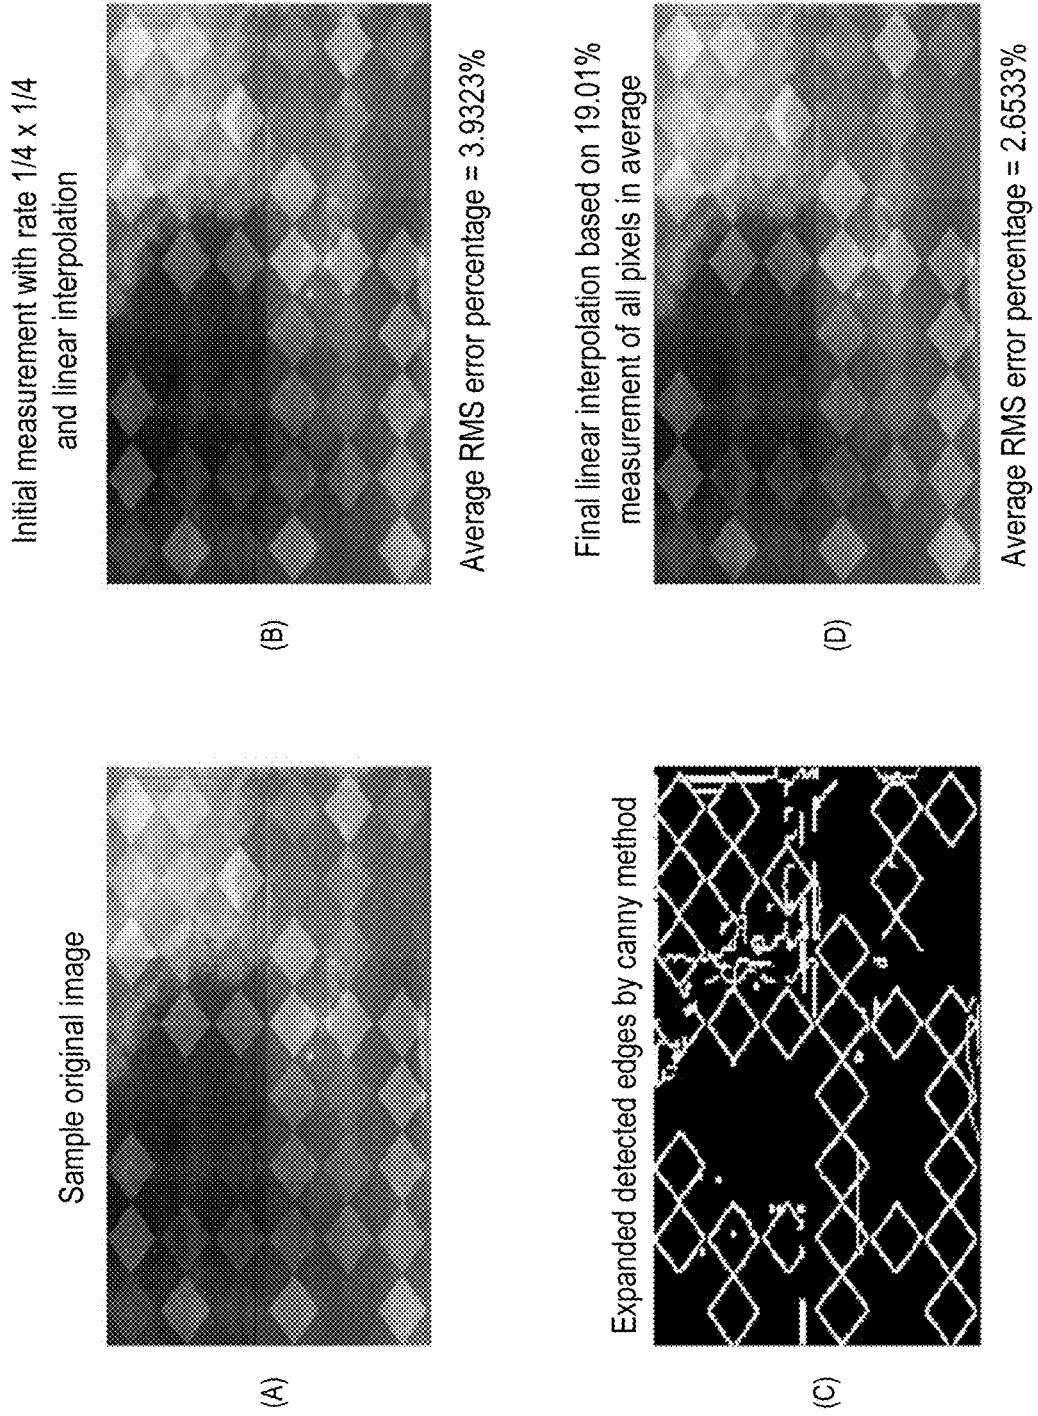 Sample original image
(A)
Initial measurement with rate 1/4 x 1/4
and linear interpolation
(B)
Average RMS error percentage = 3.9323%
Expanded detected edges by canny method
(C)
Final linear interpolation based on 19.01%
measurement of all pixels in average
(D)
Average RMS error percentage = 2.6533%